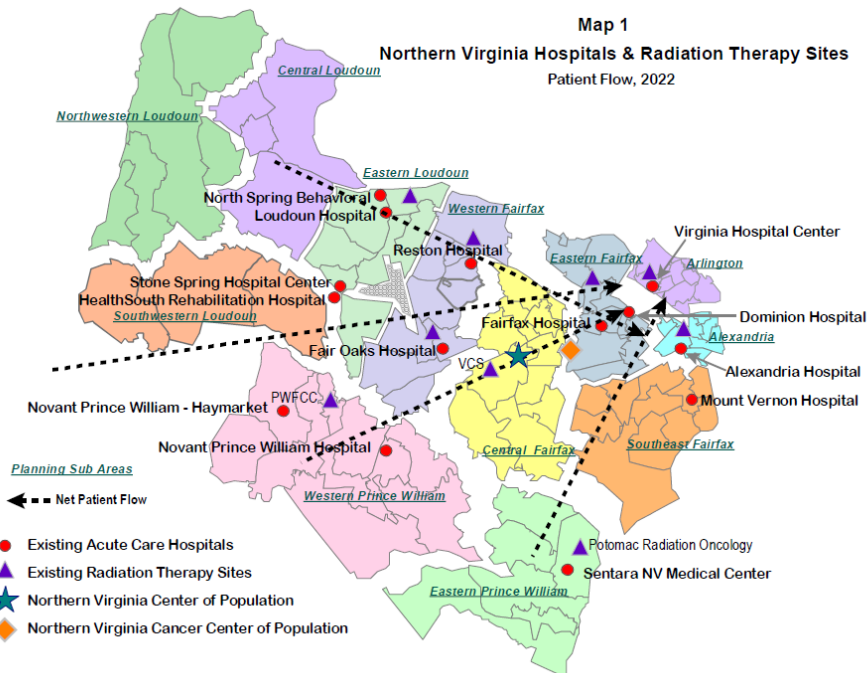 Map 1
Northern Virginia Hospitals & Radiation Therapy Sites
Patient Flow, 2022
Central Loudoun
Northwestern Loudoun
Eastern Loudoun
North Spring Behavioral
Loudoun Hospital
Western Fairfax
Virginia Hospital Center
Reston Hospital
Eastern Fairfax
Arlington
Stone Spring Hospital Center
HealthSouth Rehabilitation Hospital
Southwestern Loudoun
Dominion Hospital
Fairfax Hospital
Alexandria
Fair Oaks Hospital
VCS
Alexandria Hospital
PWFCC
Novant Prince William - Haymarket
Mount Vernon Hospital
Novant Prince William Hospital
Central Fairfax
Southeast Fairfax
Planning Sub Areas
Western Prince William
Net Patient Flow
Existing Acute Care Hospitals
Potomac Radiation Oncology
Existing Radiation Therapy Sites
Sentara NV Medical Center
Eastern Prince William
Northern Virginia Center of Population
Northern Virginia Cancer Center of Population